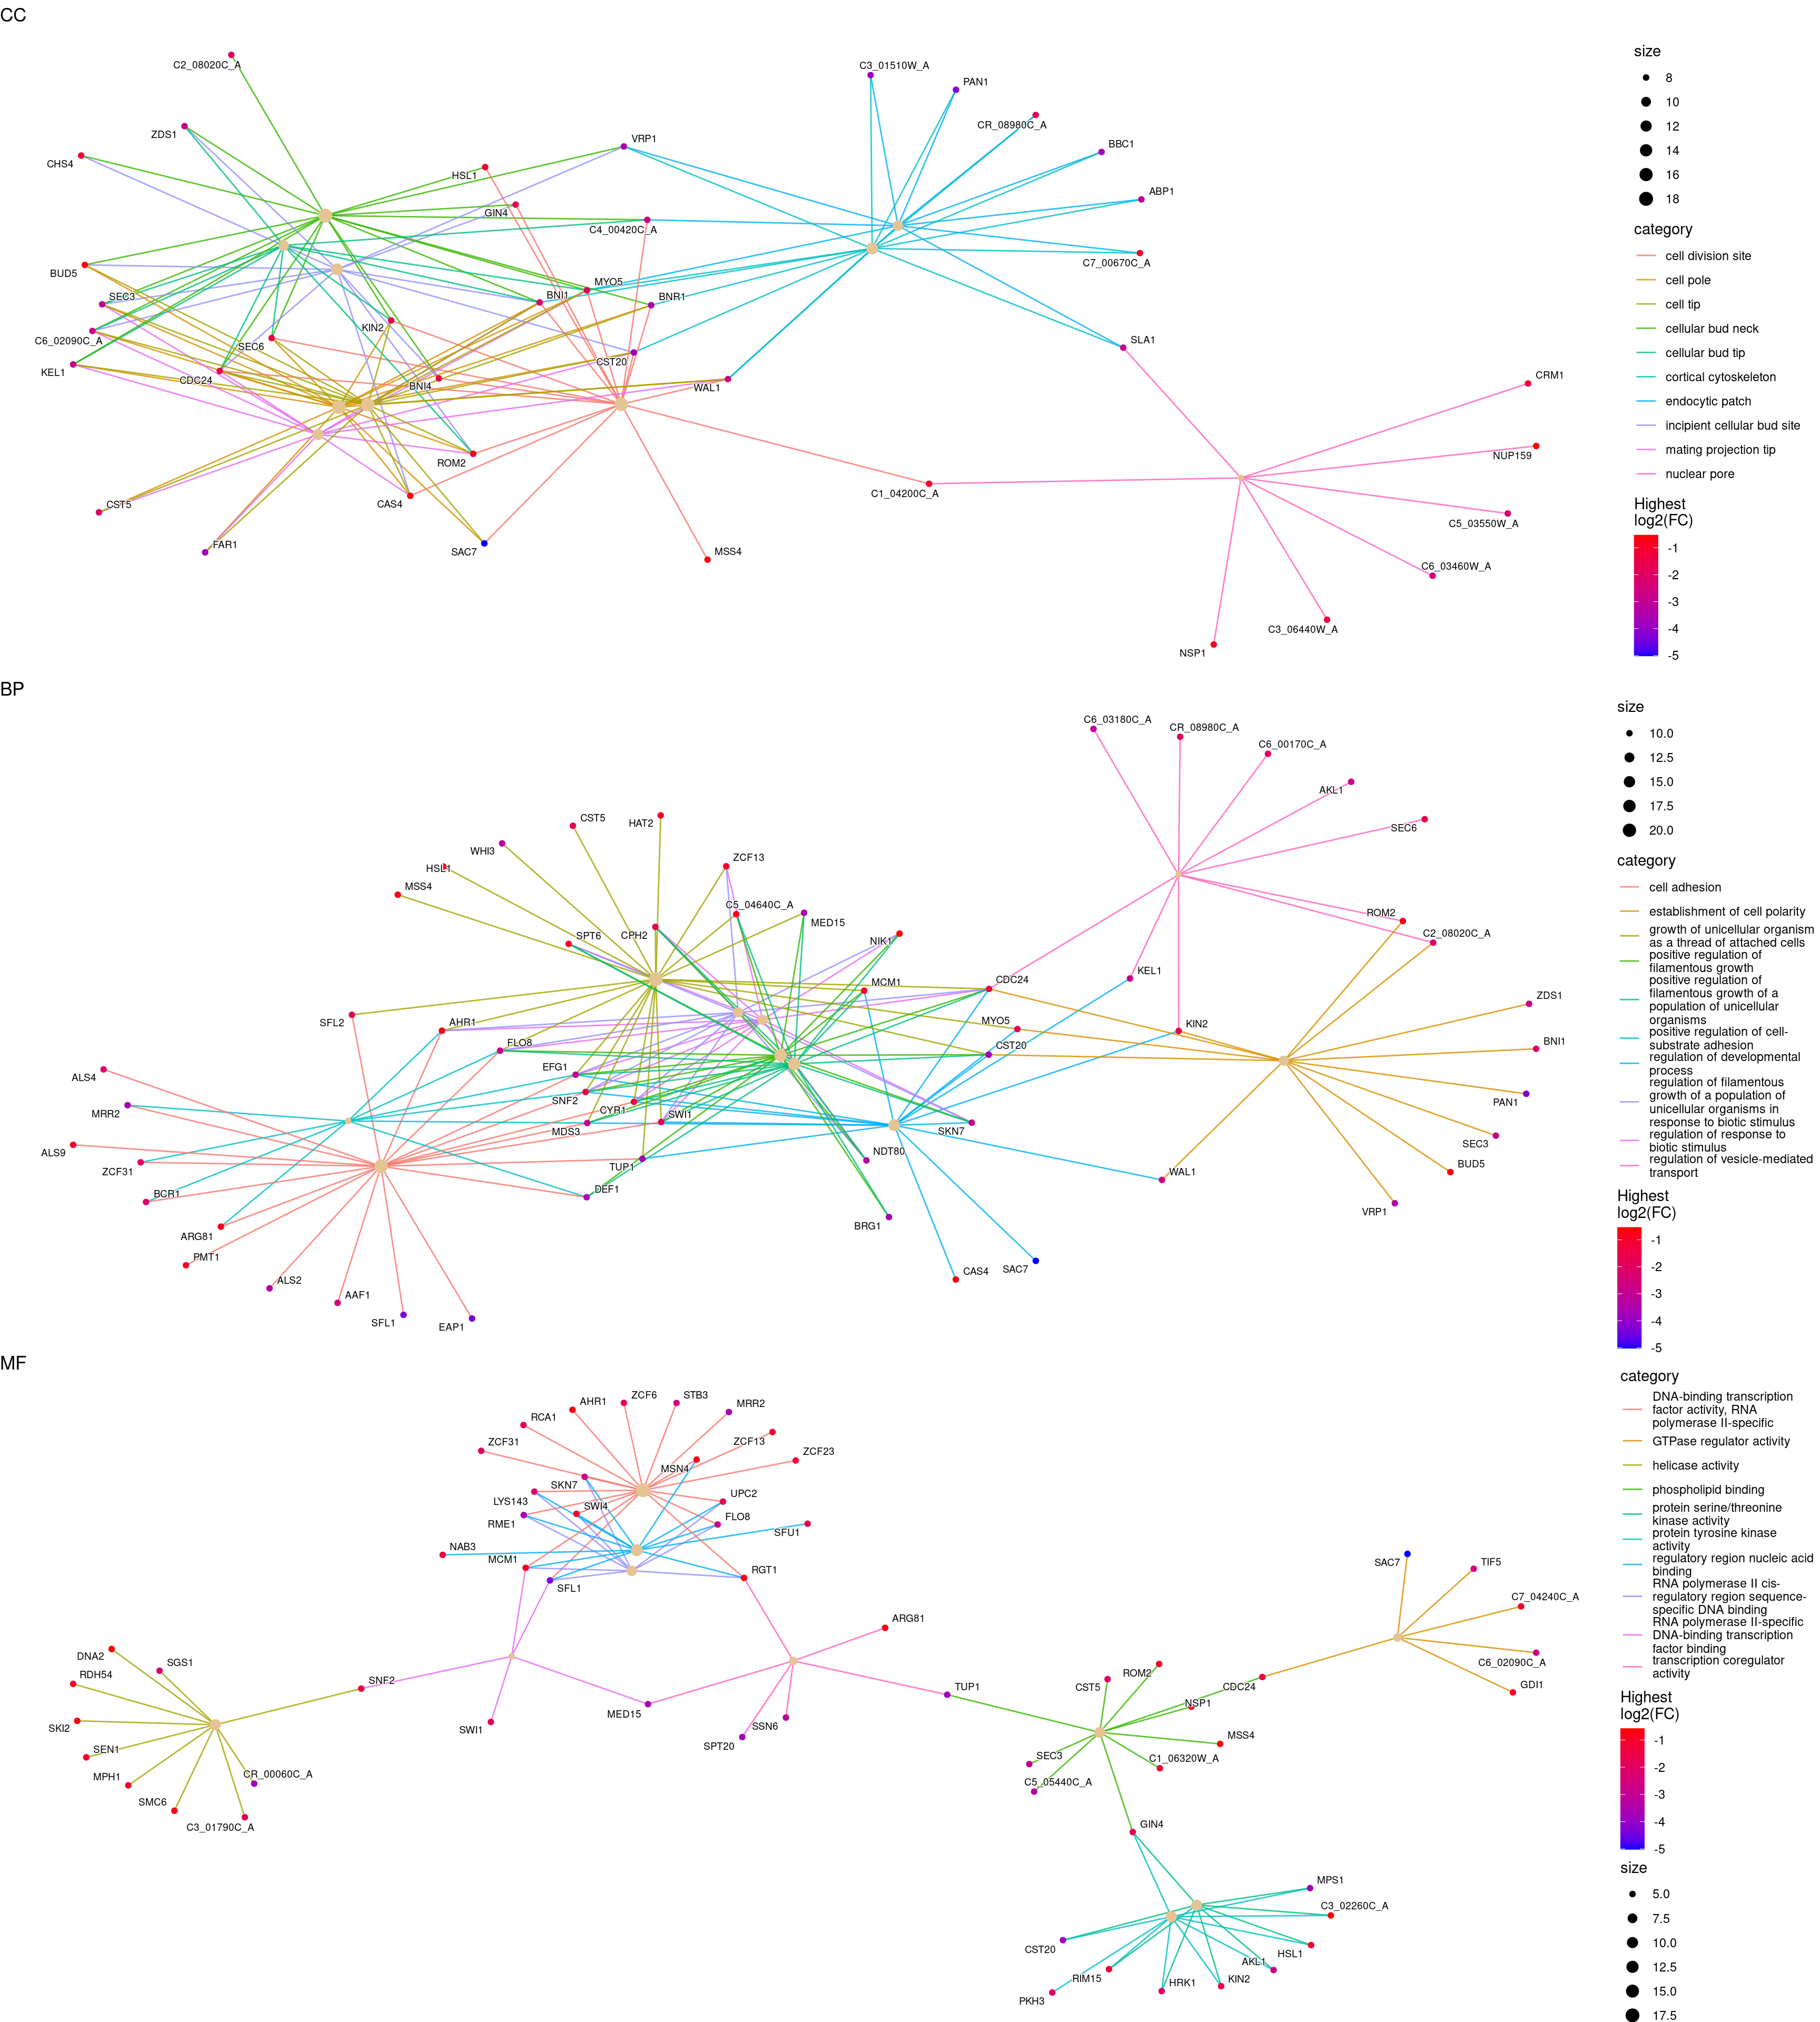 CC
C2_08020C_A
ZDS1
CHS4
HSL1
GIN4
VRP1
C4_00420C_A
C3_01510W_A
PAN1
CR_08980C_A
BBC1
ABP1
C7_00670C_A
BUD5
SEC3
C6_02090C_A
KEL1
SEC6
CDC24
KIN2
BNI1
MYO5
BNR1
CST20
BNI4
WAL1
SLA1
ROM2
CAS4
CST5
FAR1
SAC7
MSS4
C1_04200C_A
CRM1
NUP159
C5_03550W_A
C6_03460W_A
C3_06440W_A
NSP1
size
8
10
12
14
16
18
category
cell division site
cell pole
cell tip
cellular bud neck
cellular bud tip
cortical cytoskeleton
endocytic patch
incipient cellular bud site
mating projection tip
nuclear pore
Highest
log2(FC)
-1
-2
-3
-4
-5
BP
C6_03180C_A
CR_08980C_A
C6_00170C_A
AKL1
SEC6
ROM2
C2_08020C_A
CST5
HAT2
WHI3
HSL1
MSS4
ZCF13
C5_04640C_A
MED15
SPT6
CPH2
NIK1
MCM1
CDC24
KEL1
MYO5
KIN2
CST20
ZDS1
BNI1
PAN1
SEC3
BUD5
VRP1
WAL1
SFL2
AHR1
FLO8
EFG1
SNF2
CYR1
MDS3
SWI1
SKN7
NDT80
TUP1
DEF1
BRG1
CAS4
SAC7
ALS4
MRR2
ALS9
ZCF31
BCR1
ARG81
PMT1
ALS2
AAF1
SFL1
EAP1
size
10.0
12.5
15.0
17.5
20.0
category
cell adhesion
establishment of cell polarity
growth of unicellular organism
as a thread of attached cells
positive regulation of
filamentous growth
positive regulation of
filamentous growth of a
population of unicellular
organisms
positive regulation of cell-
substrate adhesion
regulation of developmental
process
regulation of filamentous
growth of a population of
unicellular organisms in
response to biotic stimulus
regulation of response to
biotic stimulus
regulation of vesicle-mediated
transport
Highest
log2(FC)
-1
-2
-3
-4
-5
MF
RCA1
AHR1
ZCF6
STB3
MRR2
ZCF31
ZCF13
ZCF23
MSN4
SKN7
LYS143
SWI4
UPC2
RME1
FLO8
SFU1
NAB3
MCM1
SFL1
RGT1
ARG81
DNA2
SGS1
RDH54
SNF2
SKI2
SEN1
MPH1
CR_00060C_A
SMC6
C3_01790C_A
SWI1
MED15
SSN6
SPT20
TUP1
CST5
ROM2
NSP1
CDC24
SEC3
MSS4
C1_06320W_A
C5_05440C_A
SAC7
TIF5
C7_04240C_A
C6_02090C_A
GDI1
GIN4
MPS1
C3_02260C_A
CST20
HSL1
AKL1
RIM15
KIN2
HRK1
PKH3
category
DNA-binding transcription
factor activity, RNA
polymerase II-specific
GTPase regulator activity
helicase activity
phospholipid binding
protein serine/threonine
kinase activity
protein tyrosine kinase
activity
regulatory region nucleic acid
binding
RNA polymerase II cis-
regulatory region sequence-
specific DNA binding
RNA polymerase II-specific
DNA-binding transcription
factor binding
transcription coregulator
activity
Highest
log2(FC)
-1
-2
-3
-4
-5
size
5.0
7.5
10.0
12.5
15.0
17.5